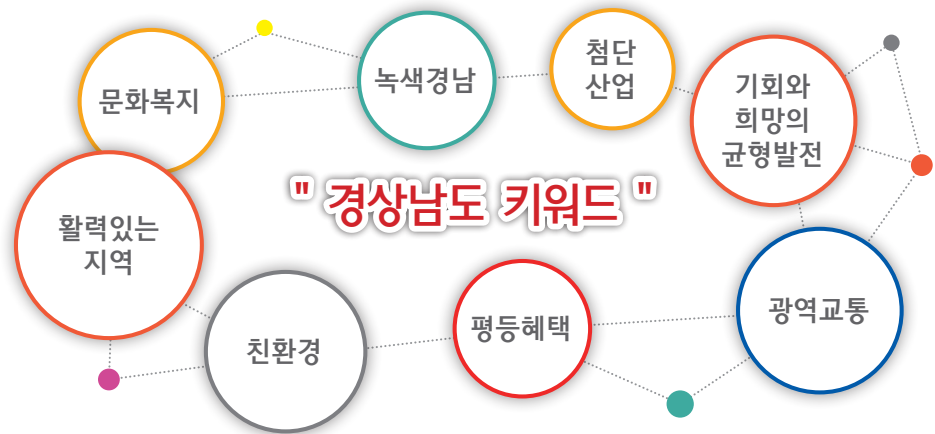 문화복지
녹색경남
첨단
산업
기회와
희망의
균형발전
" 경상남도 키워드 "
활력있는
지역
친환경
평등혜택
광역교통